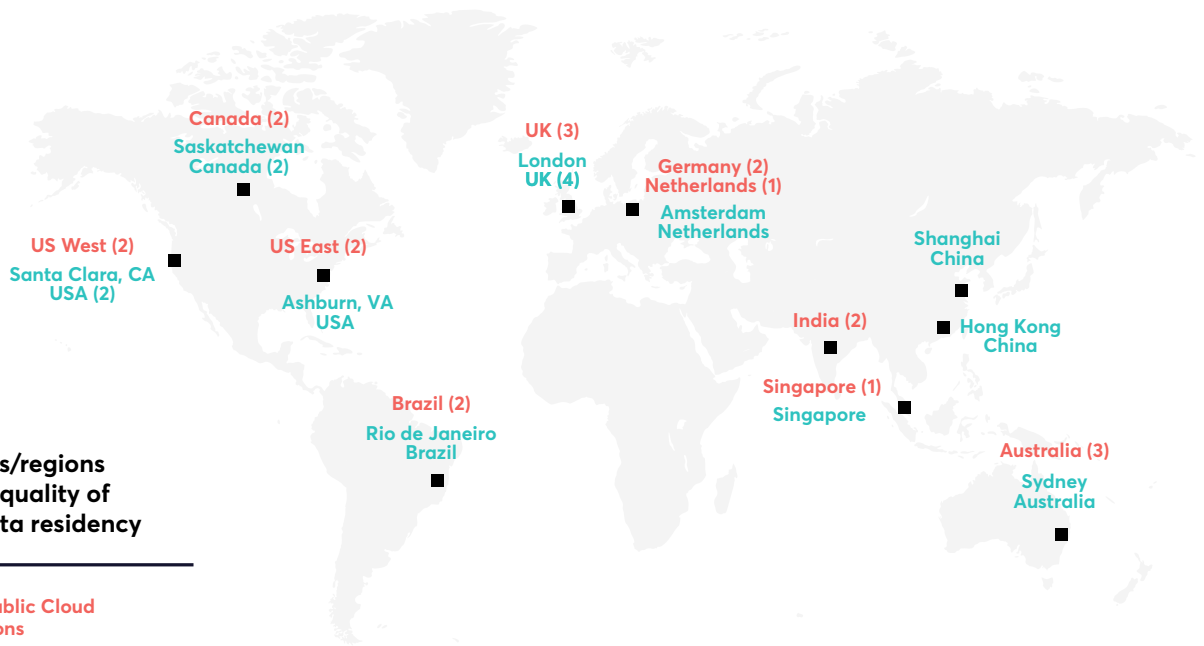 Canada (2)
Saskatchewan
Canada (2)
UK (3)
London
UK (4)
Germany (2)
Netherlands (1)
Amsterdam
Netherlands
US West (2)
Santa Clara, CA
USA (2)
US East (2)
Ashburn, VA
USA
Shanghai
China
Hong Kong
China
India (2)
Singapore (1)
Singapore
Brazil (2)
Rio de Janeiro
Brazil
Australia (3)
Sydney
Australia
s/regions
quality of
ta residency
ublic Cloud
ons